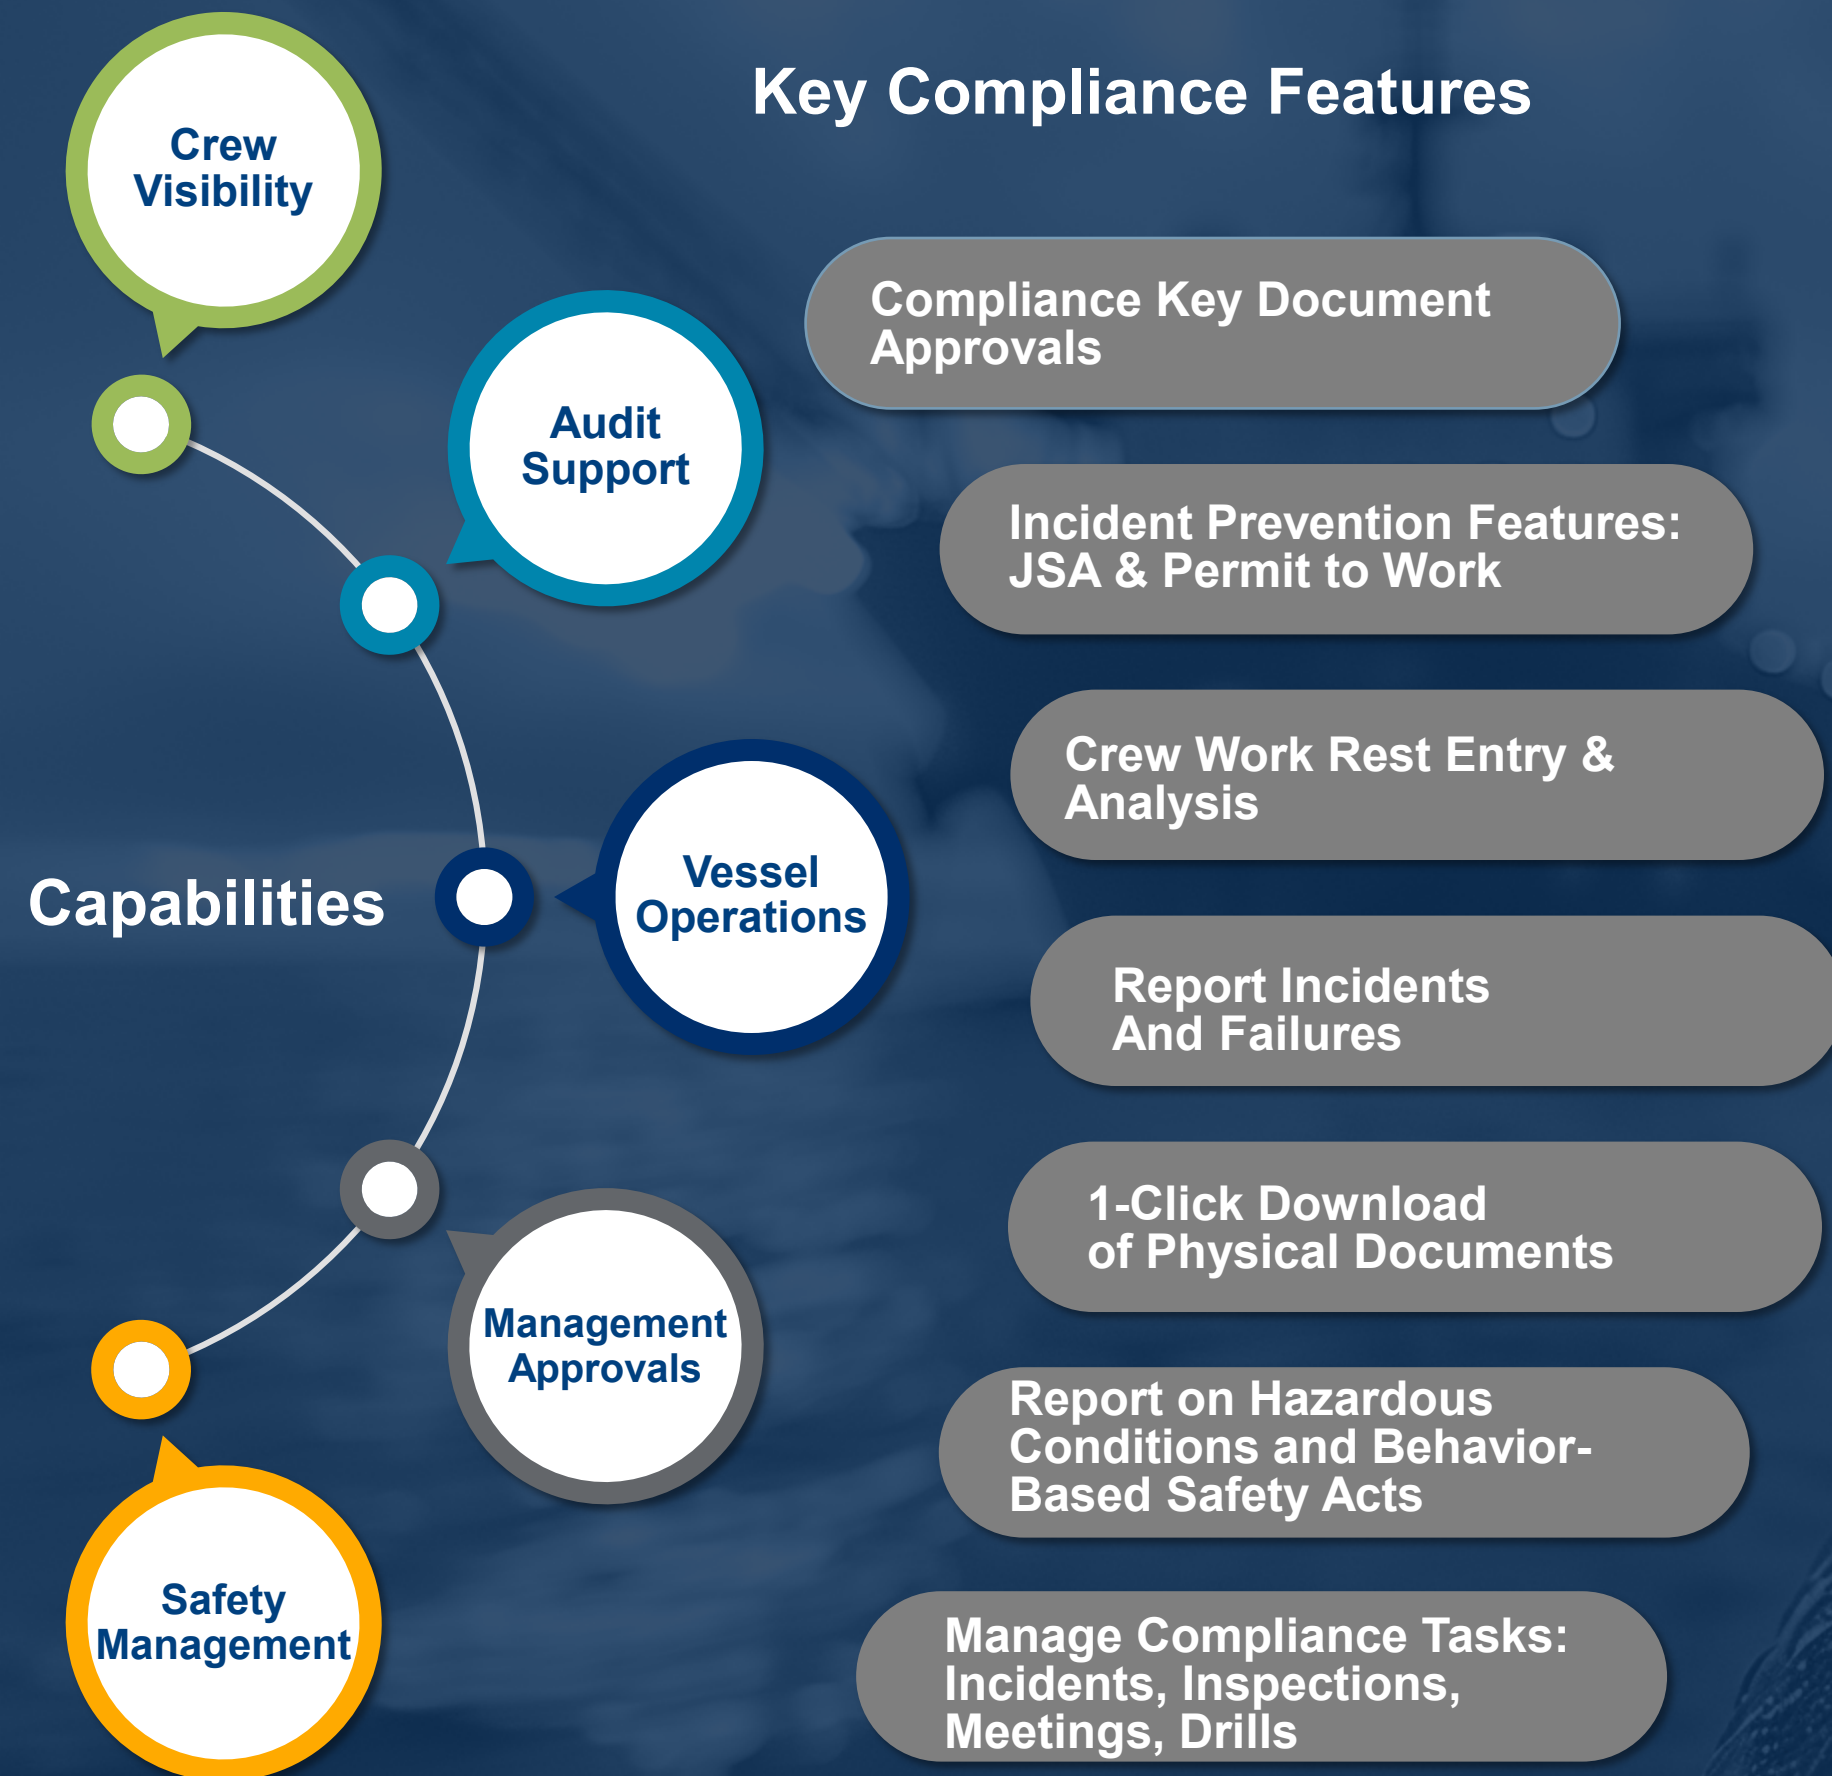 Key Compliance Features
Crew
Visibility
Audit
Support
Vessel
Operations
Management
Approvals
Safety
Management
Capabilities
Compliance Key Document
Approvals
Incident Prevention Features:
JSA & Permit to Work
Crew Work Rest Entry &
Analysis
Report Incidents
And Failures
1-Click Download
of Physical Documents
Report on Hazardous
Conditions and Behavior-
Based Safety Acts
Manage Compliance Tasks:
Incidents, Inspections,
Meetings, Drills